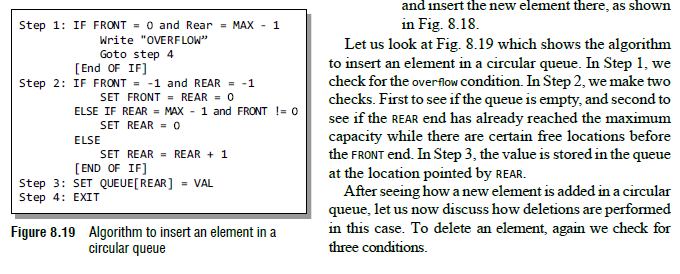 Step 1: IF FRONT = 0 and Rear = MAX - 1
Write "OVERFLOW”
Goto step 4
[End OF IF]
Step 2: IF FRONT = -1 and REAR = -1
SET FRONT = REAR = 0
ELSE IF REAR = MAX - 1 and FRONT != 0
SET REAR = 0
ELSE
SET REAR = REAR + 1
[END OF IF]
Step 3: SET QUEUE[REAR] = VAL
Step 4: EXIT
Figure 8.19 Algorithm to insert an element in a
circular queue
and insert the new element there, as shown
in Fig. 8.18.
Let us look at Fig. 8.19 which shows the algorithm
to insert an element in a circular queue. In Step 1, we
check for the overflow condition. In Step 2, we make two
checks. First to see if the queue is empty, and second to
see if the REAR end has already reached the maximum
capacity while there are certain free locations before
the FRONT end. In Step 3, the value is stored in the queue
at the location pointed by REAR.
After seeing how a new element is added in a circular
queue, let us now discuss how deletions are performed
in this case. To delete an element, again we check for
three conditions.